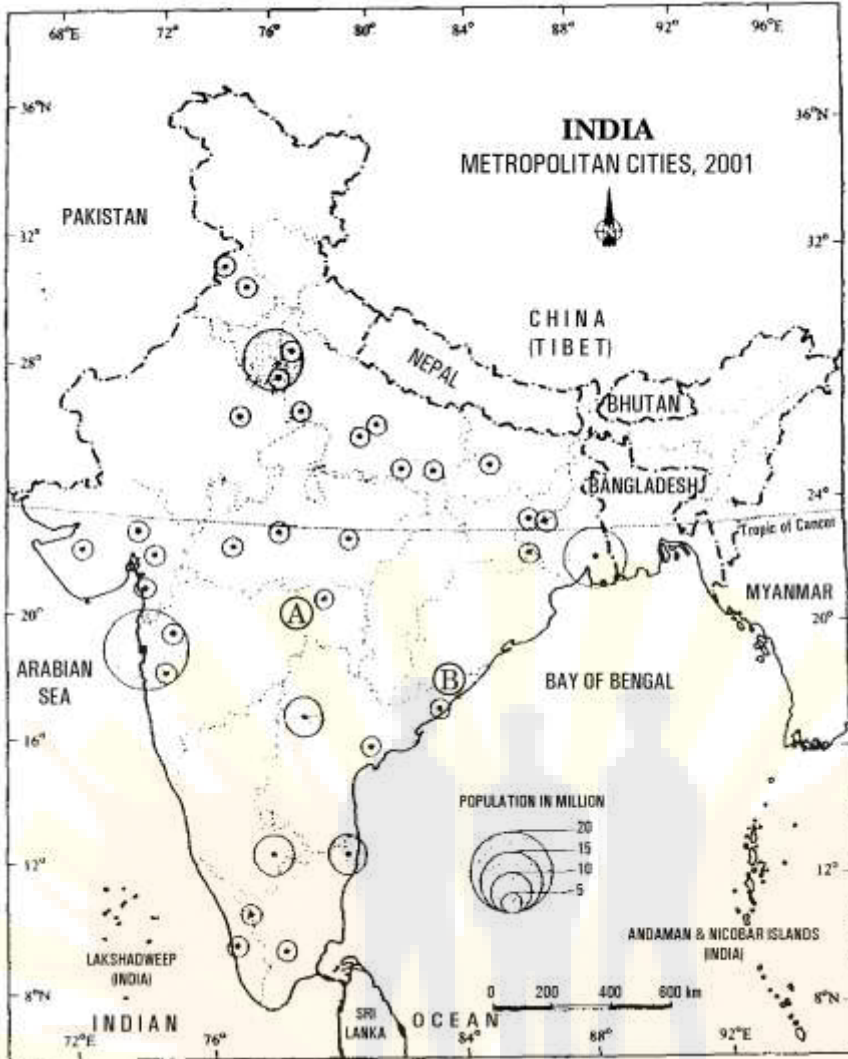 68°E 72° 76° 80° 84° 88° 92° 96°E
36°N 36°N
INDIA
METROPOLITAN CITIES, 2001
N
PAKISTAN
32° 32°
CHINA
(TIBET)
28°
NEPAL
BHUTAN
BANGLADESH
24°
Tropic of Cancer
MYANMAR
20° 20°
A
ARABIAN
SEA
B
BAY OF BENGAL
16° 16°
POPULATION IN MILLION
20
15
10
5
12° 12°
ANDAMAN & NICOBAR ISLANDS
(INDIA)
LAKSHADWEEP
(INDIA)
0 200 400 600 km
8°N 8°N
INDIAN OCEAN
SRI
LANKA
72°E 76° 84° 88° 92°E